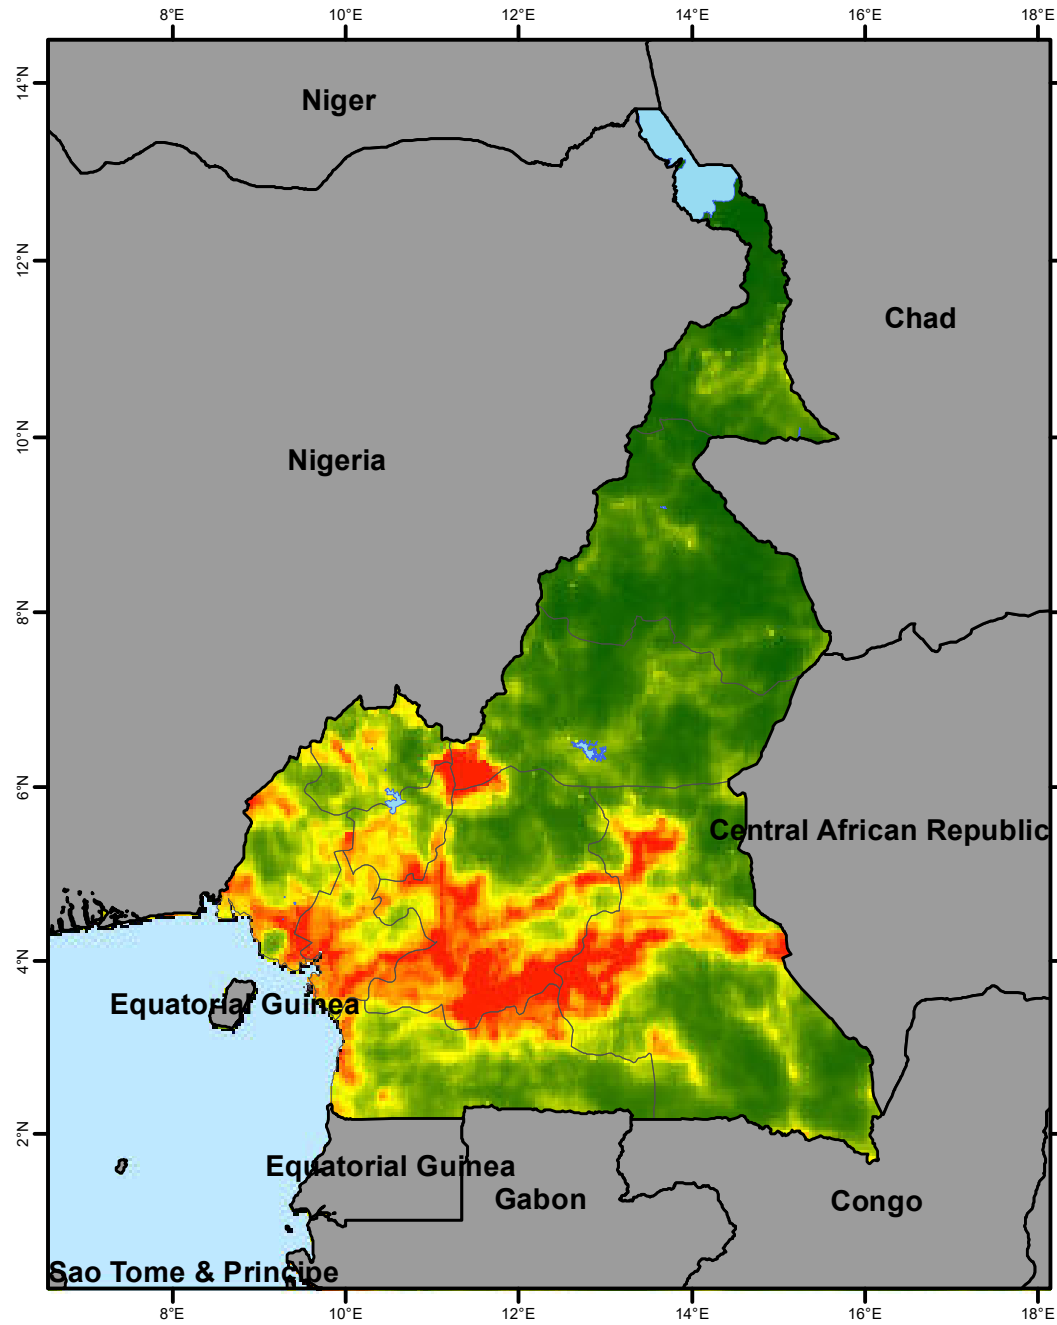 8°E 10°E 12°E 14°E 16°E 18°E
14°N
Niger
12°N
Chad
10°N
Nigeria
8°N
6°N
Central African Republic
4°N
Equatorial Guinea
2°N
Equatorial Guinea
Gabon
Congo
Sao Tome & Principe
8°E 10°E 12°E 14°E 16°E 18°E